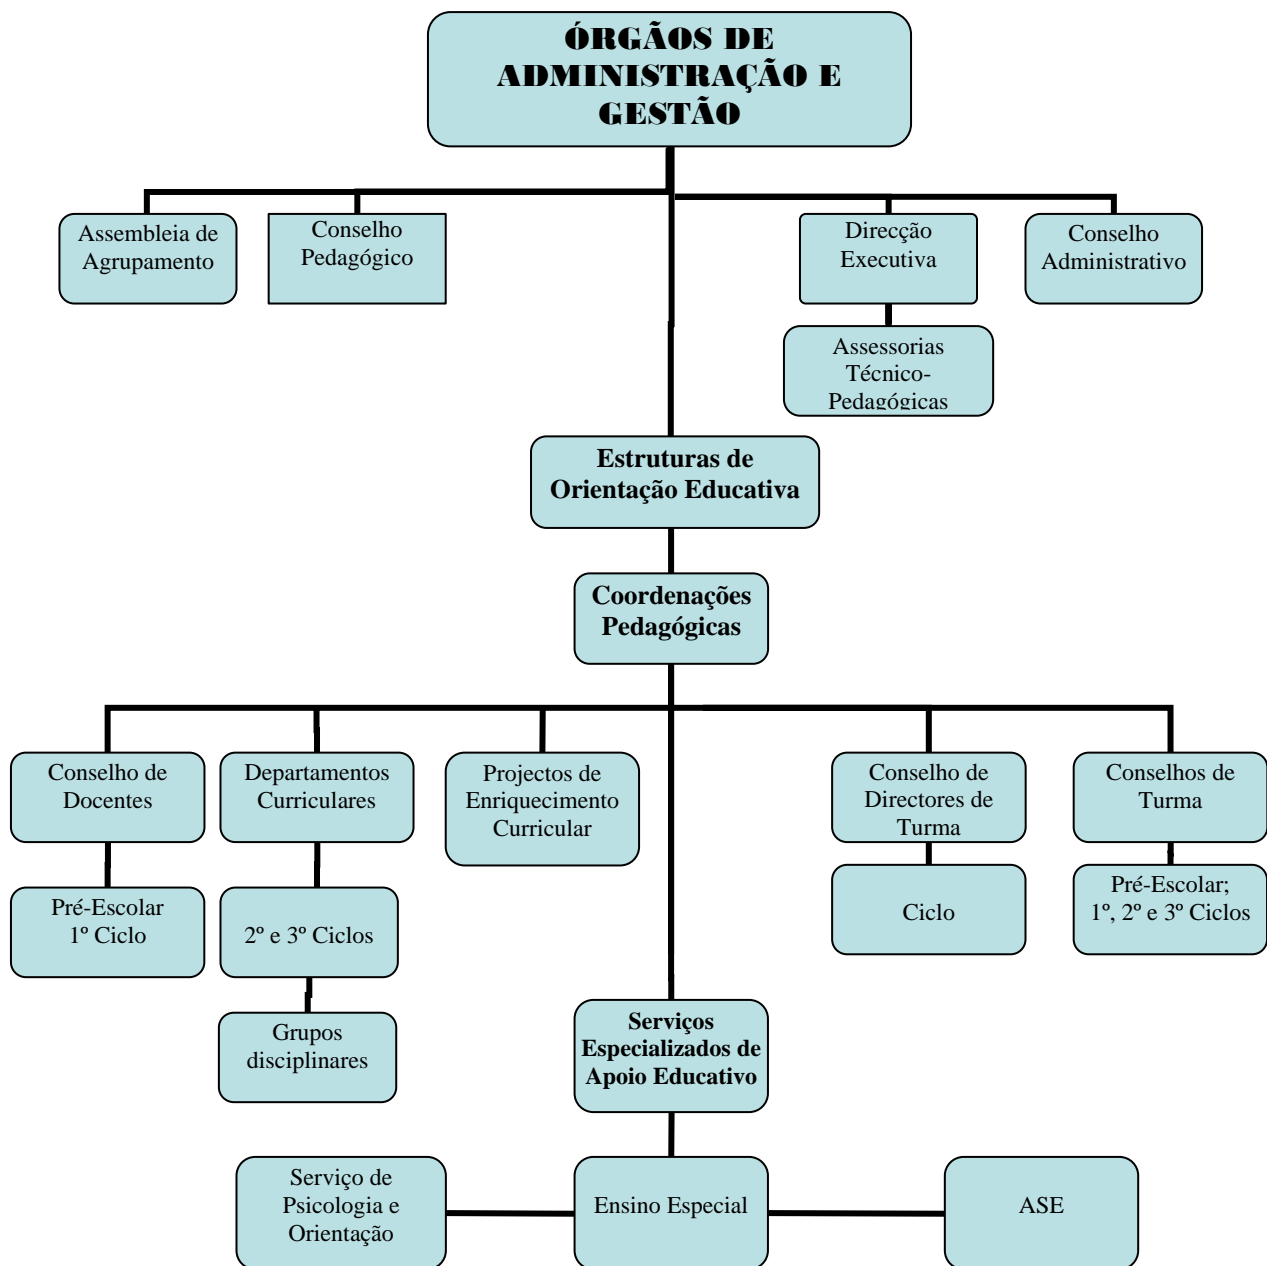 ÓRGÃOS DE
ADMINISTRAÇÃO E
GESTÃO
Assembleia de
Agrupamento
Conselho
Pedagógico
Direcção
Executiva
Conselho
Administrativo
Assessorias
Técnico-
Pedagógicas
Estruturas de
Orientação Educativa
Coordenações
Pedagógicas
Conselho de
Docentes
Departamentos
Curriculares
Projectos de
Enriquecimento
Curricular
Conselho de
Directores de
Turma
Conselhos de
Turma
Pré-Escolar
1º Ciclo
2º e 3º Ciclos
Ciclo
Pré-Escolar;
1º, 2º e 3º Ciclos
Grupos
disciplinares
Serviços
Especializados de
Apoio Educativo
Serviço de
Psicologia e
Orientação
Ensino Especial
ASE